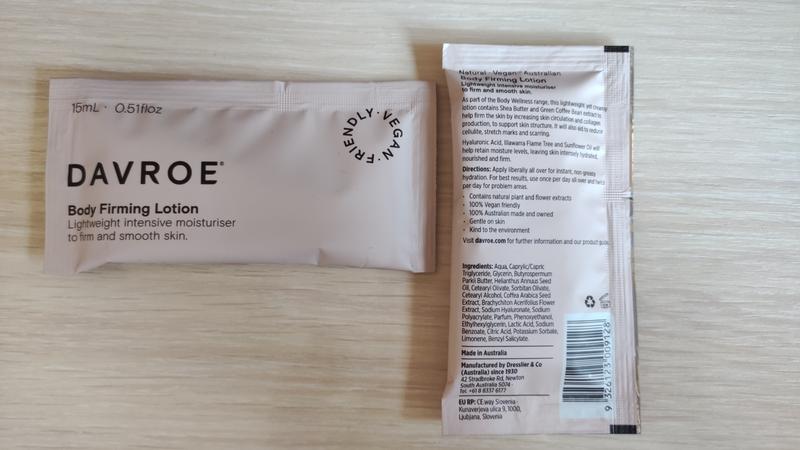 15mL · 0.51floz
VEGAN · FRIENDLY ·
DAVROE®
Body Firming Lotion
Lightweight intensive moisturiser
to firm and smooth skin.
Natural · Vegan · Australian
Body Firming Lotion
Lightweight intensive moisturiser
to firm and smooth skin.
As part of the Body Wellness range, this lightweight yet creamy
lotion contains Shea Butter and Green Coffee Bean extract to
help firm the skin by increasing skin circulation and collagen
production, to support skin structure. It will also aid to reduce
cellulite, stretch marks and scarring.
Hyaluronic Acid, Illawarra Flame Tree and Sunflower Oil will
help retain moisture levels, leaving skin intensely hydrated,
nourished and firm.
Directions: Apply liberally all over for instant, non-greasy
hydration. For best results, use once per day all over and twice
per day for problem areas.
• Contains natural plant and flower extracts
• 100% Vegan friendly
• 100% Australian made and owned
• Gentle on skin
• Kind to the environment
Visit davroe.com for further information and our product guide.
Ingredients: Aqua, Caprylic/Capric
Triglyceride, Glycerin, Butyrospermum
Parkii Butter, Helianthus Annuus Seed
Oil, Cetearyl Olivate, Sorbitan Olivate,
Cetearyl Alcohol, Coffea Arabica Seed
Extract, Brachychiton Acerifolius Flower
Extract, Sodium Hyaluronate, Sodium
Polyacrylate, Parfum, Phenoxyethanol,
Ethylhexylglycerin, Lactic Acid, Sodium
Benzoate, Citric Acid, Potassium Sorbate,
Limonene, Benzyl Salicylate.
Made in Australia
Manufactured by Dresslier & Co
(Australia) since 1930
42 Stradbroke Rd, Newton
South Australia 5074
Tel. +61 8 8337 6177
EU RP: CE.way Slovenia
Kunaverjeva ulica 9, 1000,
Ljubljana, Slovenia
9 326123 009128